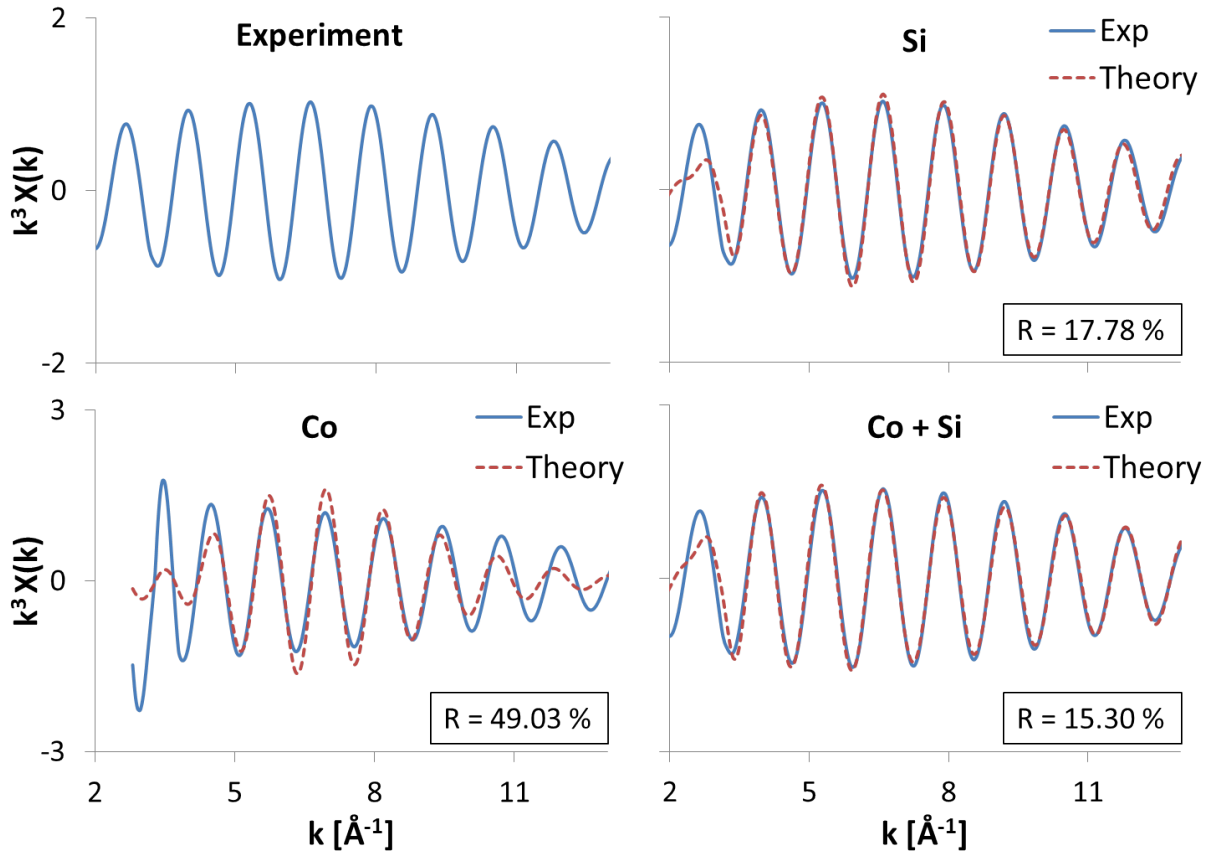 2
Experiment
k³ X(k)
0
-2
Si
Exp
Theory
R = 17.78 %
3
Co
Exp
Theory
k³ X(k)
0
R = 49.03 %
-3
2 5 8 11
k [Å⁻¹]
Co + Si
Exp
Theory
R = 15.30 %
2 5 8 11
k [Å⁻¹]